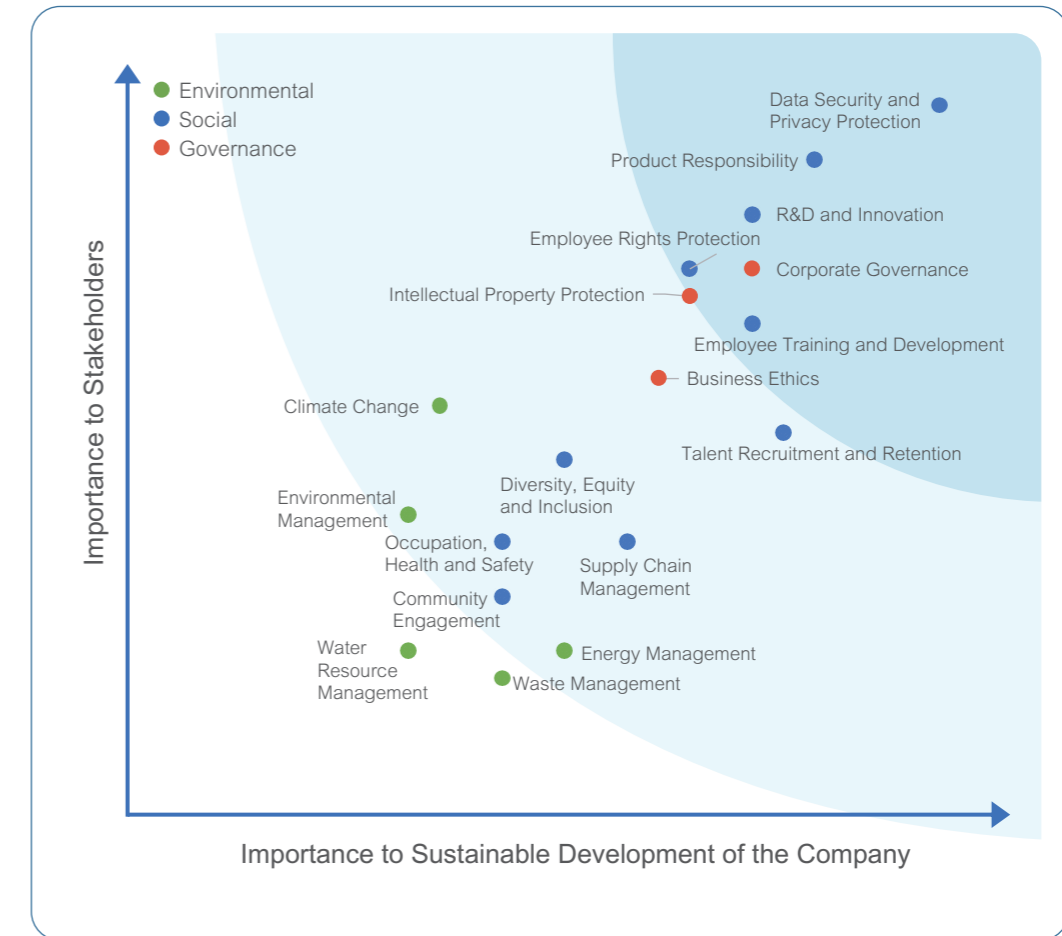 Environmental
Social
Governance
Data Security and
Privacy Protection
Product Responsibility
R&D and Innovation
Employee Rights Protection
Corporate Governance
Intellectual Property Protection
Employee Training and Development
Business Ethics
Climate Change
Talent Recruitment and Retention
Diversity, Equity
and Inclusion
Environmental
Management
Occupation,
Health and Safety
Supply Chain
Management
Community
Engagement
Water
Resource
Management
Energy Management
Waste Management
Importance to Stakeholders
Importance to Sustainable Development of the Company